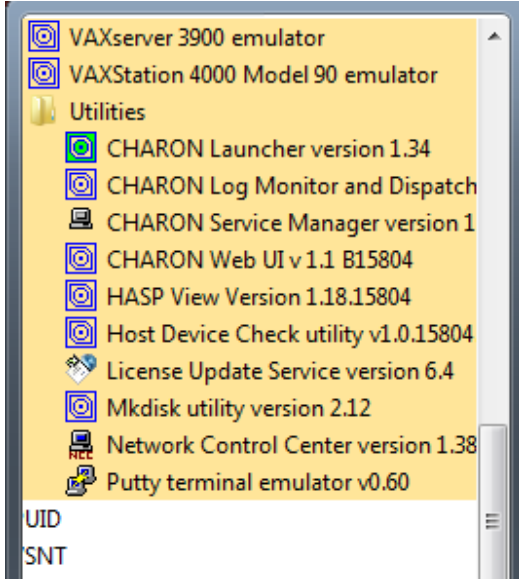 VAXserver 3900 emulator
VAXStation 4000 Model 90 emulator
Utilities
CHARON Launcher version 1.34
CHARON Log Monitor and Dispatch
CHARON Service Manager version 1
CHARON Web UI v 1.1 B15804
HASP View Version 1.18.15804
Host Device Check utility v1.0.15804
License Update Service version 6.4
Mkdisk utility version 2.12
Network Control Center version 1.38
Putty terminal emulator v0.60
UID
SNT